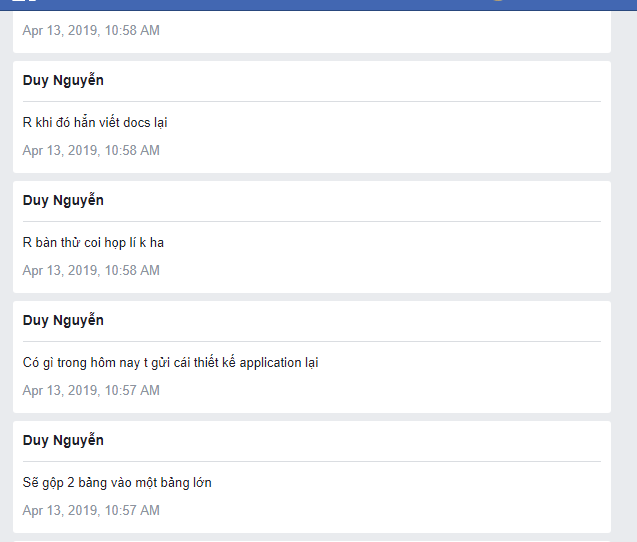 Apr 13, 2019, 10:58 AM
Duy Nguyễn
R khi đó hẳn viết docs lại
Apr 13, 2019, 10:58 AM
Duy Nguyễn
R bàn thử coi họp lí k ha
Apr 13, 2019, 10:58 AM
Duy Nguyễn
Có gì trong hôm nay t gửi cái thiết kế application lại
Apr 13, 2019, 10:57 AM
Duy Nguyễn
Sẽ gộp 2 bảng vào một bảng lớn
Apr 13, 2019, 10:57 AM